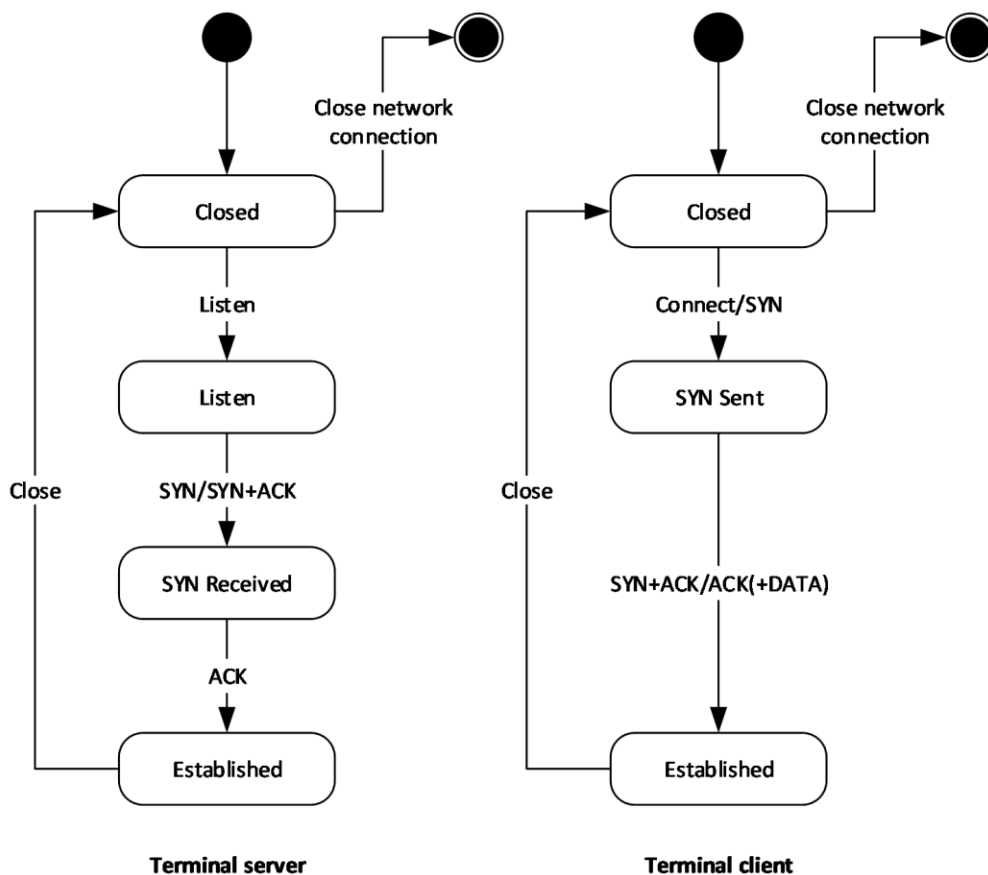 Close network
connection
Closed
Listen
Listen
Close
SYN/SYN+ACK
SYN Received
ACK
Established
Terminal server
Close network
connection
Closed
Connect/SYN
SYN Sent
Close
SYN+ACK/ACK(+DATA)
Established
Terminal client